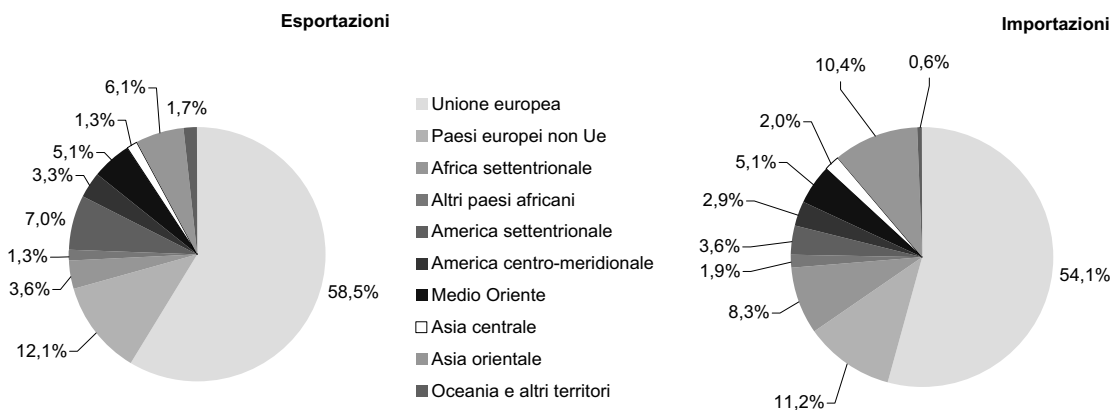 Esportazioni
6,1%
1,7%
1,3%
5,1%
3,3%
7,0%
1,3%
3,6%
12,1%
58,5%
Unione europea
Paesi europei non Ue
Africa settentrionale
Altri paesi africani
America settentrionale
America centro-meridionale
Medio Oriente
Asia centrale
Asia orientale
Oceania e altri territori
Importazioni
10,4%
0,6%
2,0%
5,1%
2,9%
3,6%
1,9%
8,3%
11,2%
54,1%